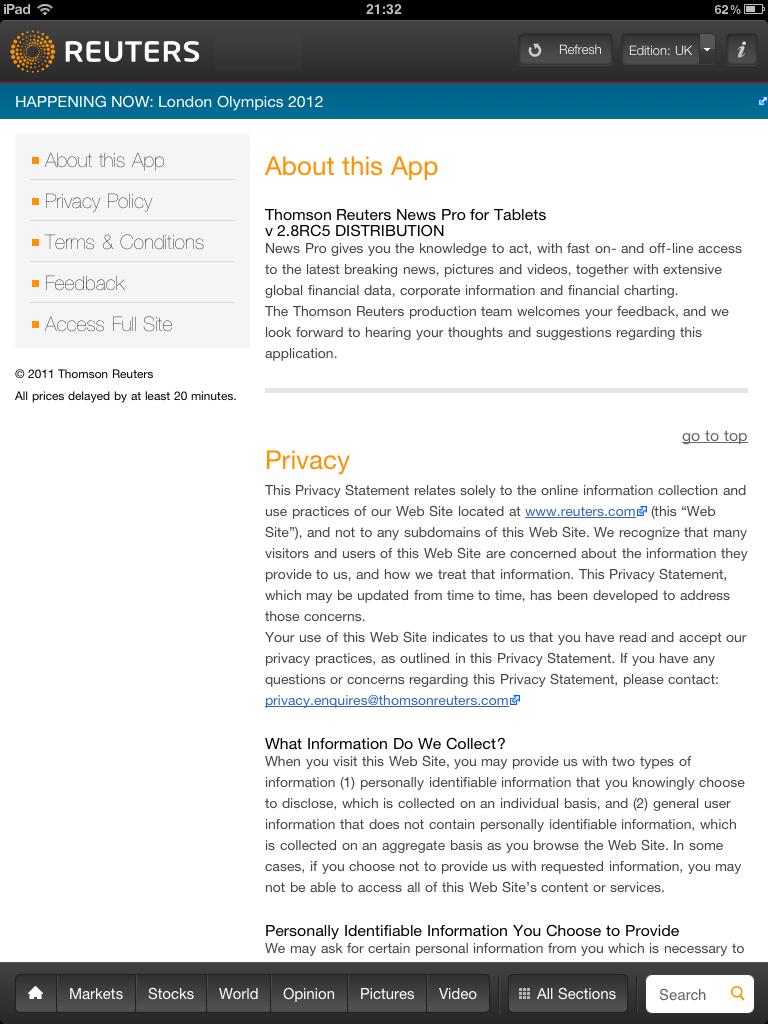 iPad 21:32 62%
REUTERS Refresh Edition: UK i
HAPPENING NOW: London Olympics 2012
About this App
Privacy Policy
Terms & Conditions
Feedback
Access Full Site
© 2011 Thomson Reuters
All prices delayed by at least 20 minutes.
About this App
Thomson Reuters News Pro for Tablets
v 2.8RC5 DISTRIBUTION
News Pro gives you the knowledge to act, with fast on- and off-line access
to the latest breaking news, pictures and videos, together with extensive
global financial data, corporate information and financial charting.
The Thomson Reuters production team welcomes your feedback, and we
look forward to hearing your thoughts and suggestions regarding this
application.
go to top
Privacy
This Privacy Statement relates solely to the online information collection and
use practices of our Web Site located at www.reuters.com (this “Web
Site”), and not to any subdomains of this Web Site. We recognize that many
visitors and users of this Web Site are concerned about the information they
provide to us, and how we treat that information. This Privacy Statement,
which may be updated from time to time, has been developed to address
those concerns.
Your use of this Web Site indicates to us that you have read and accept our
privacy practices, as outlined in this Privacy Statement. If you have any
questions or concerns regarding this Privacy Statement, please contact:
privacy.enquires@thomsonreuters.com
What Information Do We Collect?
When you visit this Web Site, you may provide us with two types of
information (1) personally identifiable information that you knowingly choose
to disclose, which is collected on an individual basis, and (2) general user
information that does not contain personally identifiable information, which
is collected on an aggregate basis as you browse the Web Site. In some
cases, if you choose not to provide us with requested information, you may
not be able to access all of this Web Site’s content or services.
Personally Identifiable Information You Choose to Provide
We may ask for certain personal information from you which is necessary to
Markets Stocks World Opinion Pictures Video All Sections Search